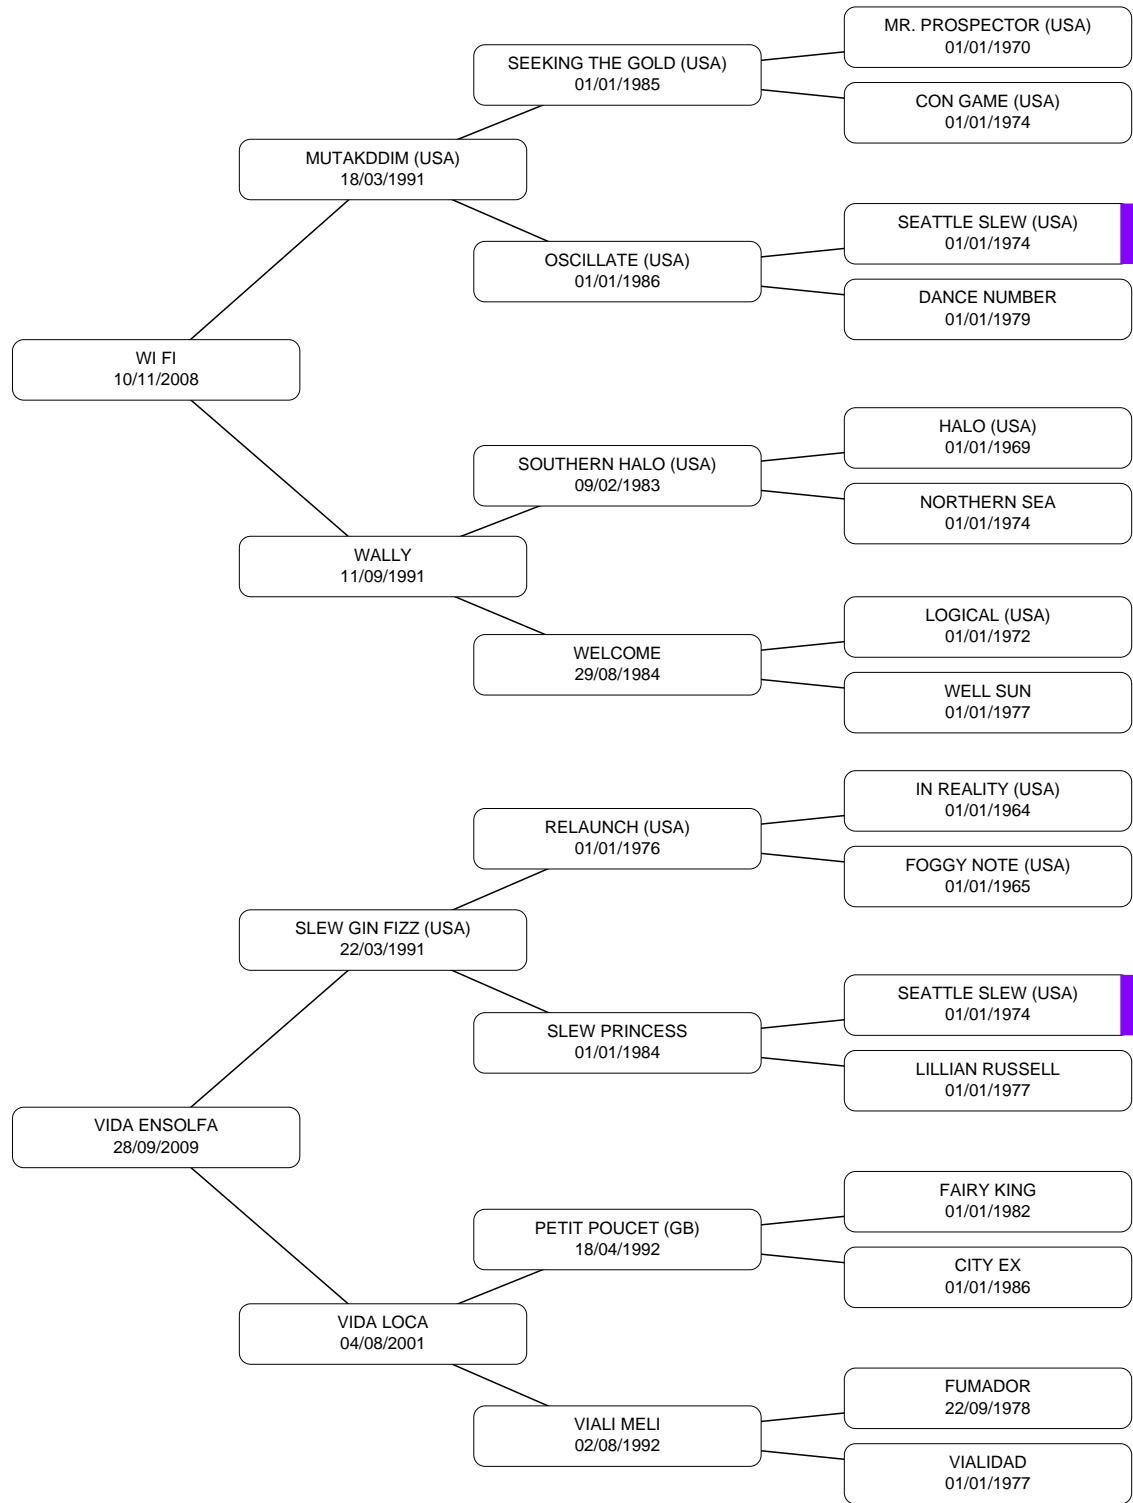 MR. PROSPECTOR (USA)
01/01/1970
SEEKING THE GOLD (USA)
01/01/1985
CON GAME (USA)
01/01/1974
MUTAKDDIM (USA)
18/03/1991
SEATTLE SLEW (USA)
01/01/1974
OSCILLATE (USA)
01/01/1986
DANCE NUMBER
01/01/1979
WI FI
10/11/2008
HALO (USA)
01/01/1969
SOUTHERN HALO (USA)
09/02/1983
NORTHERN SEA
01/01/1974
WALLY
11/09/1991
LOGICAL (USA)
01/01/1972
WELCOME
29/08/1984
WELL SUN
01/01/1977
IN REALITY (USA)
01/01/1964
RELAUNCH (USA)
01/01/1976
FOGGY NOTE (USA)
01/01/1965
SLEW GIN FIZZ (USA)
22/03/1991
SEATTLE SLEW (USA)
01/01/1974
SLEW PRINCESS
01/01/1984
LILLIAN RUSSELL
01/01/1977
VIDA ENSOLFA
28/09/2009
FAIRY KING
01/01/1982
PETIT POUCET (GB)
18/04/1992
CITY EX
01/01/1986
VIDA LOCA
04/08/2001
FUMADOR
22/09/1978
VIALI MELI
02/08/1992
VIALIDAD
01/01/1977